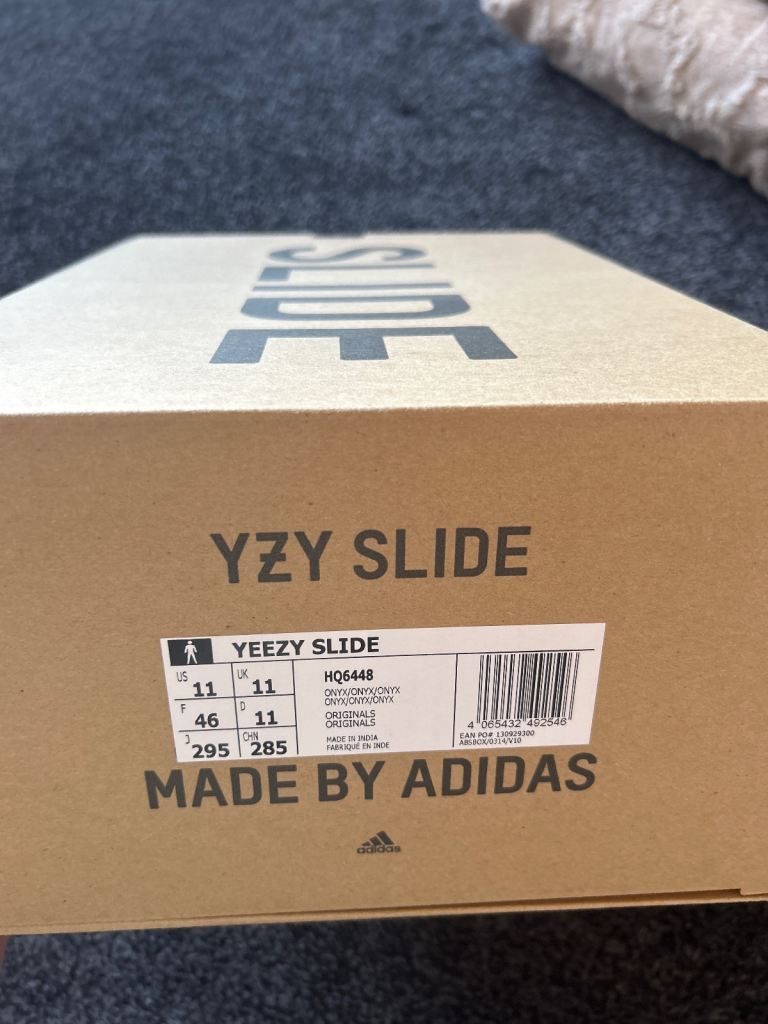 SLIDE
YZY SLIDE
YEEZY SLIDE
US 11 UK 11
F 46 D 11
J 295 CHN 285
HQ6448
ONYX/ONYX/ONYX
ONYX/ONYX/ONYX
ORIGINALS
ORIGINALS
MADE IN INDIA
FABRIQUÉ EN INDE
4 065432 492546
EAN PO# 130929300
ABSBOX/0314/V10
MADE BY ADIDAS
adidas